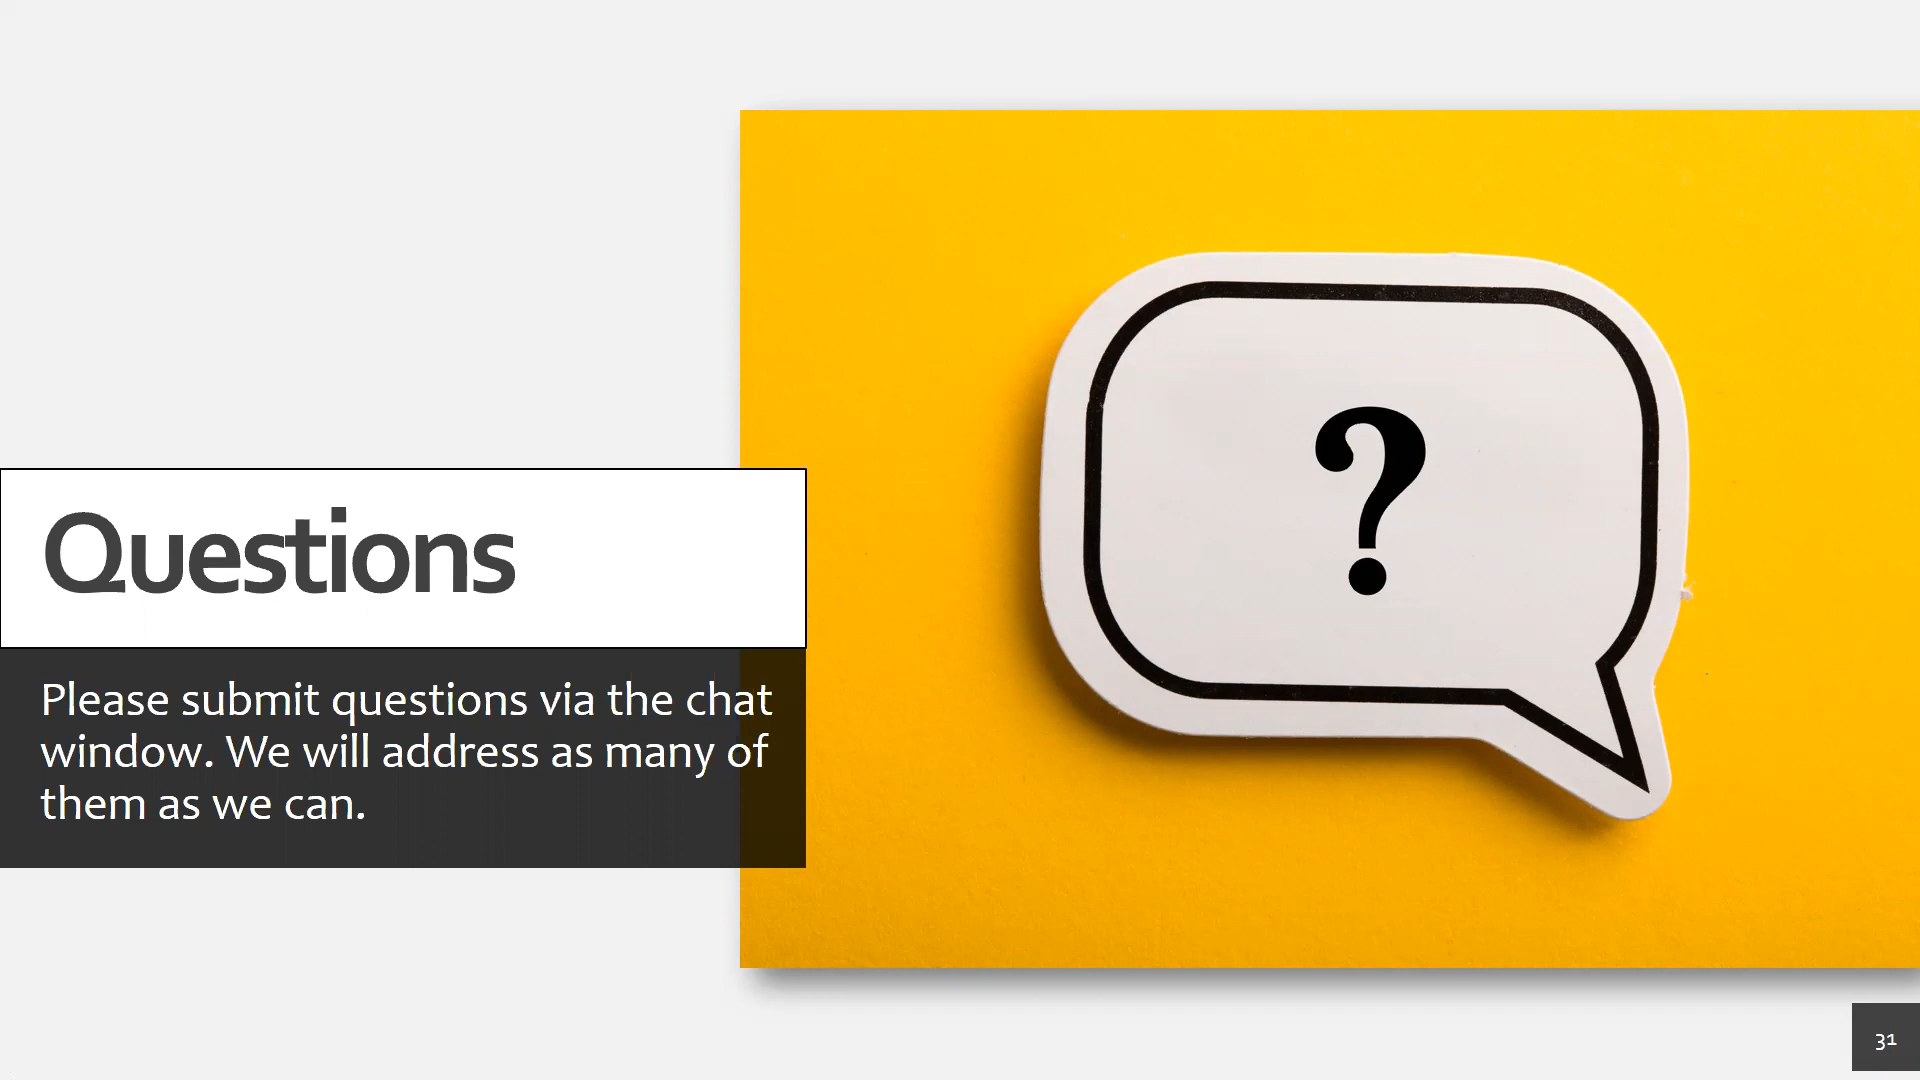 Questions
Please submit questions via the chat
window. We will address as many of
them as we can.
?
31